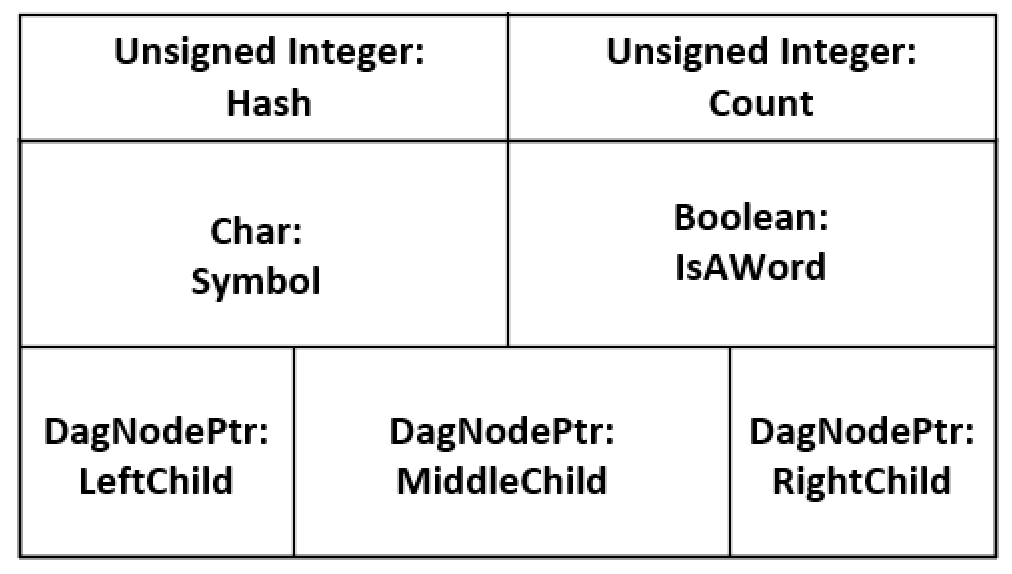 Unsigned Integer:
Hash
Unsigned Integer:
Count
Char:
Symbol
Boolean:
IsAWord
DagNodePtr:
LeftChild
DagNodePtr:
MiddleChild
DagNodePtr:
RightChild